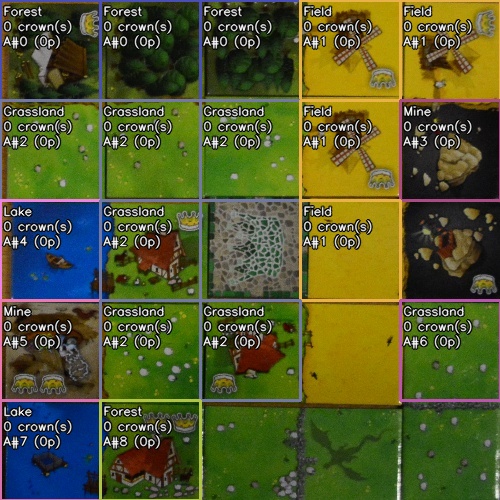 Forest
0 crown(s)
A#0 (0p)
Forest
0 crown(s)
A#0 (0p)
Forest
0 crown(s)
A#0 (0p)
Field
0 crown(s)
A#1 (0p)
Field
0 crown(s)
A#1 (0p)
Grassland
0 crown(s)
A#2 (0p)
Grassland
0 crown(s)
A#2 (0p)
Grassland
0 crown(s)
A#2 (0p)
Field
0 crown(s)
A#1 (0p)
Mine
0 crown(s)
A#3 (0p)
Lake
0 crown(s)
A#4 (0p)
Grassland
0 crown(s)
A#2 (0p)
Field
0 crown(s)
A#1 (0p)
Mine
0 crown(s)
A#5 (0p)
Grassland
0 crown(s)
A#2 (0p)
Grassland
0 crown(s)
A#2 (0p)
Grassland
0 crown(s)
A#6 (0p)
Lake
0 crown(s)
A#7 (0p)
Forest
0 crown(s)
A#8 (0p)